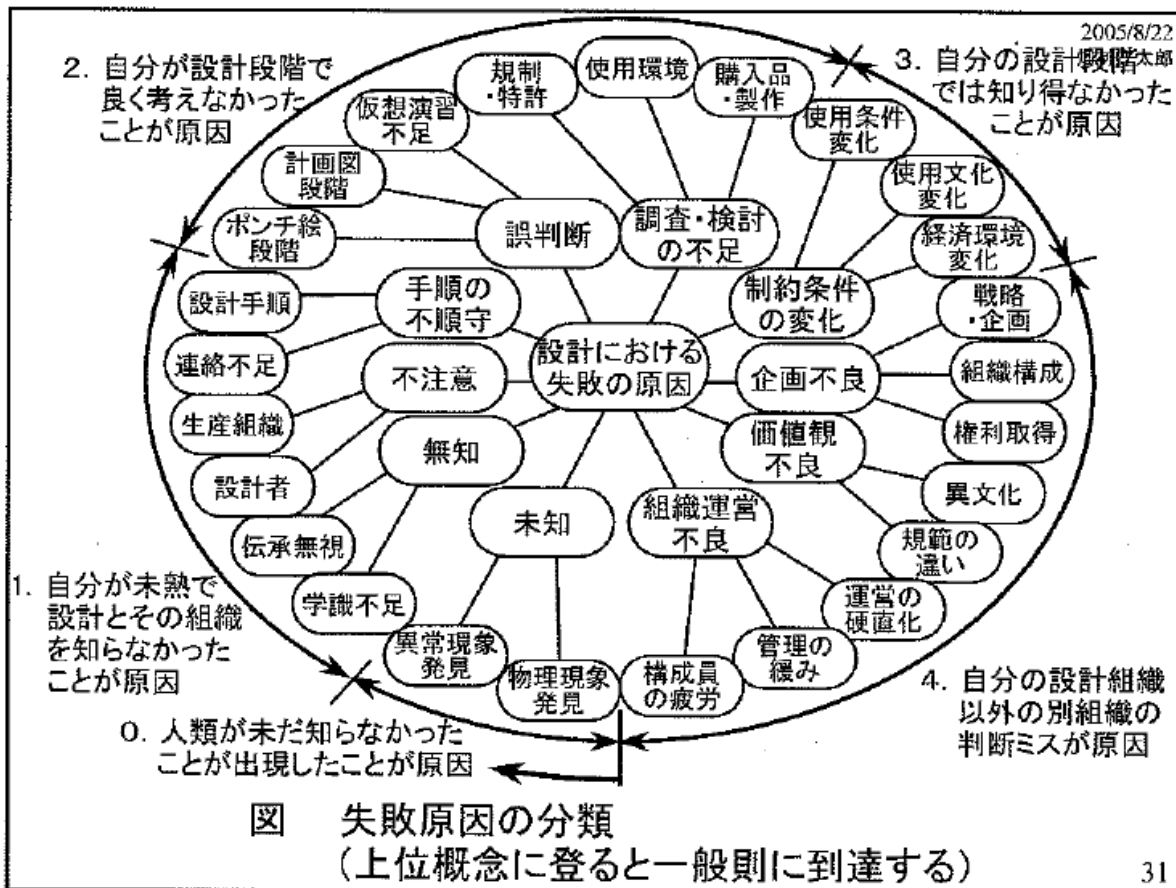 2005/8/22
太郎
2. 自分が設計段階で
良く考えなかった
ことが原因
3. 自分の設計段階
では知り得なかった
ことが原因
規制
・特許
使用環境
購入品
・製作
仮想演習
不足
使用条件
変化
計画図
段階
使用文化
変化
ポンチ絵
段階
誤判断
調査・検討
の不足
経済環境
変化
設計手順
手順の
不順守
制約条件
の変化
戦略
・企画
連絡不足
不注意
設計における
失敗の原因
企画不良
組織構成
生産組織
無知
価値観
不良
権利取得
設計者
未知
組織運営
不良
異文化
伝承無視
規範の
違い
学識不足
運営の
硬直化
異常現象
発見
物理現象
発見
構成員
の疲労
管理の
緩み
1. 自分が未熟で
設計とその組織
を知らなかった
ことが原因
0. 人類が未だ知らなかった
ことが出現したことが原因
4. 自分の設計組織
以外の別組織の
判断ミスが原因
図 失敗原因の分類
(上位概念に登ると一般則に到達する)
31